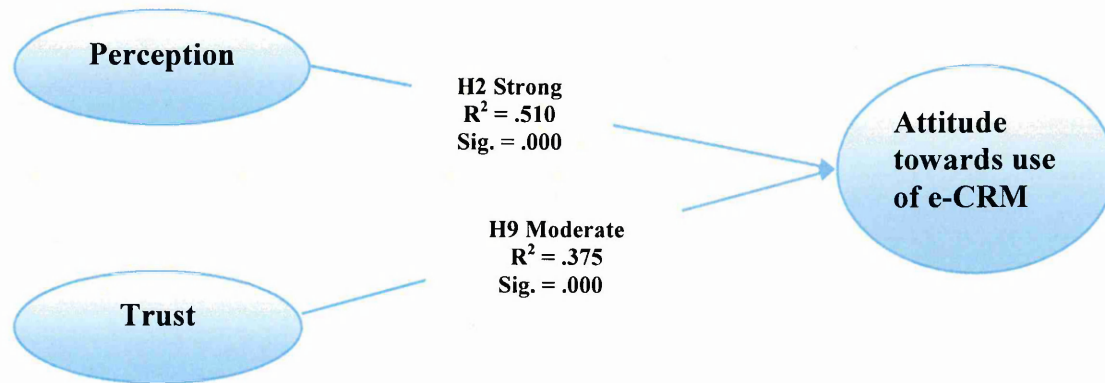 Perception
H2 Strong
R² = .510
Sig. = .000
Attitude
towards use
of e-CRM
H9 Moderate
R² = .375
Sig. = .000
Trust